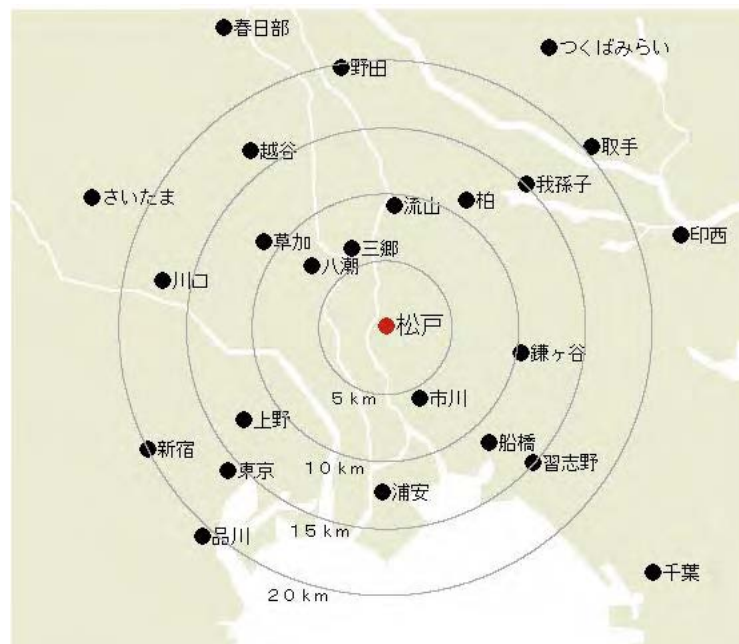 春日部
つくばみらい
野田
越谷
取手
我孫子
さいたま
流山
柏
草加
三郷
印西
八潮
川口
松戸
鎌ヶ谷
5km
市川
上野
新宿
船橋
10km
習志野
東京
浦安
15km
品川
千葉
20km